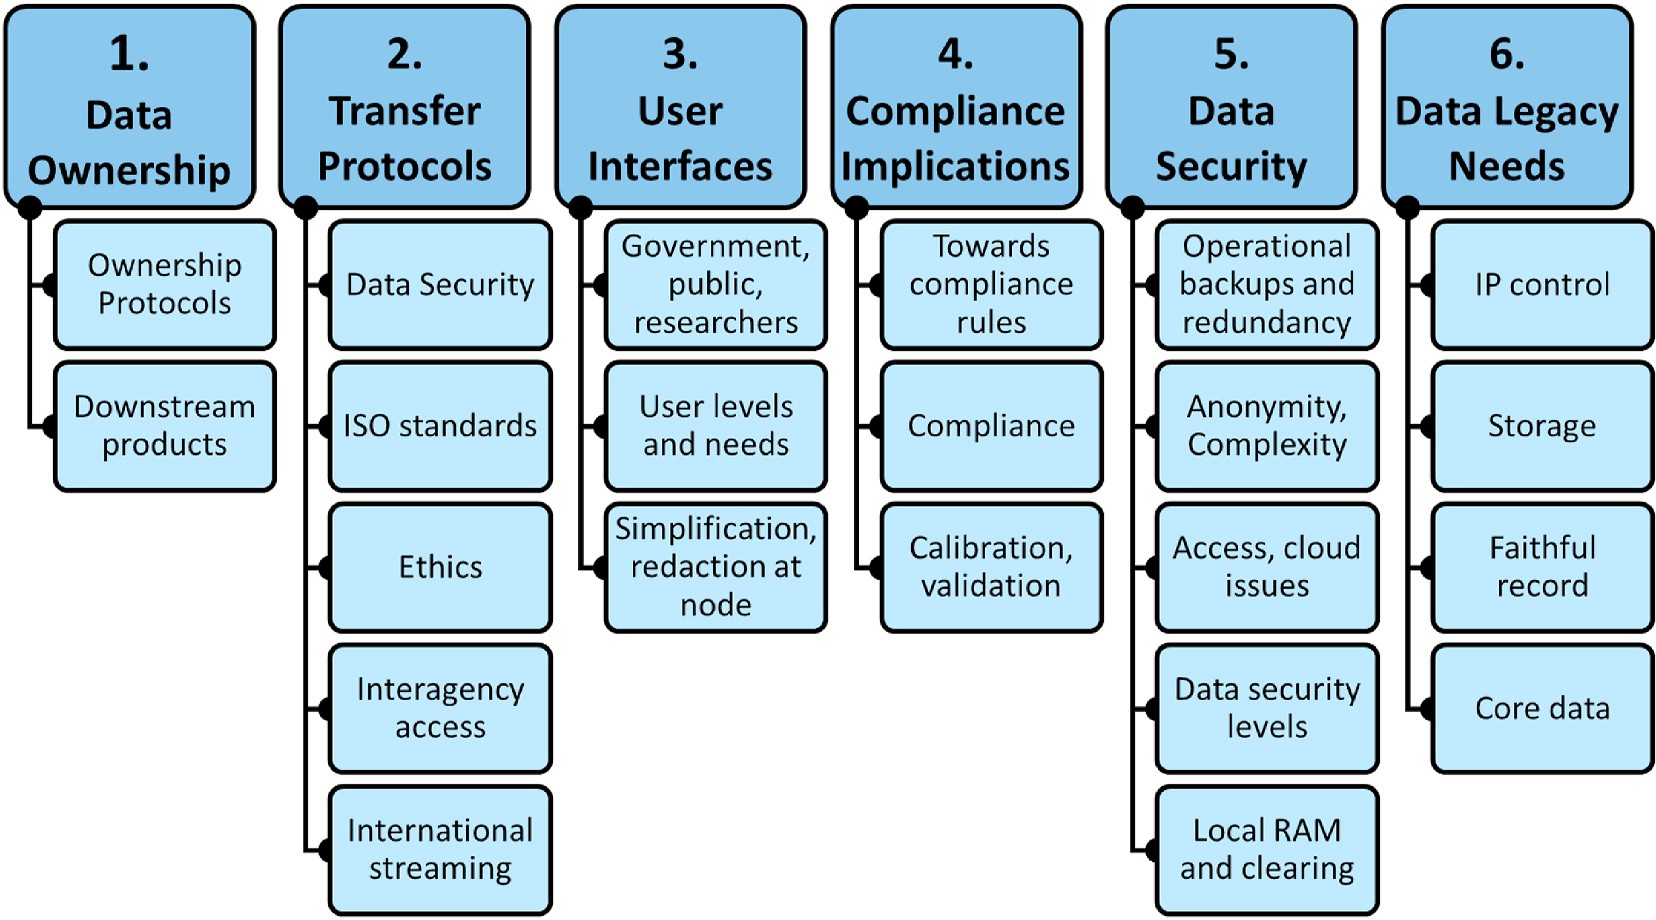 1.
Data
Ownership
Ownership
Protocols
Downstream
products
2.
Transfer
Protocols
Data Security
ISO standards
Ethics
Interagency
access
International
streaming
3.
User
Interfaces
Government,
public,
researchers
User levels
and needs
Simplification,
redaction at
node
4.
Compliance
Implications
Towards
compliance
rules
Compliance
Calibration,
validation
5.
Data
Security
Operational
backups and
redundancy
Anonymity,
Complexity
Access, cloud
issues
Data security
levels
Local RAM
and clearing
6.
Data Legacy
Needs
IP control
Storage
Faithful
record
Core data